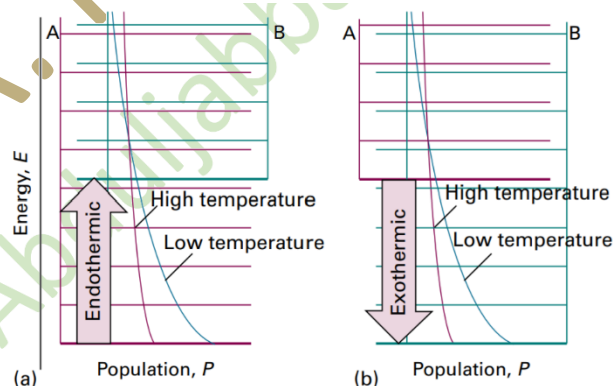 A
B
Energy, E
Endothermic
High temperature
Low temperature
(a)
Population, P
A
B
Exothermic
High temperature
Low temperature
(b)
Population, P